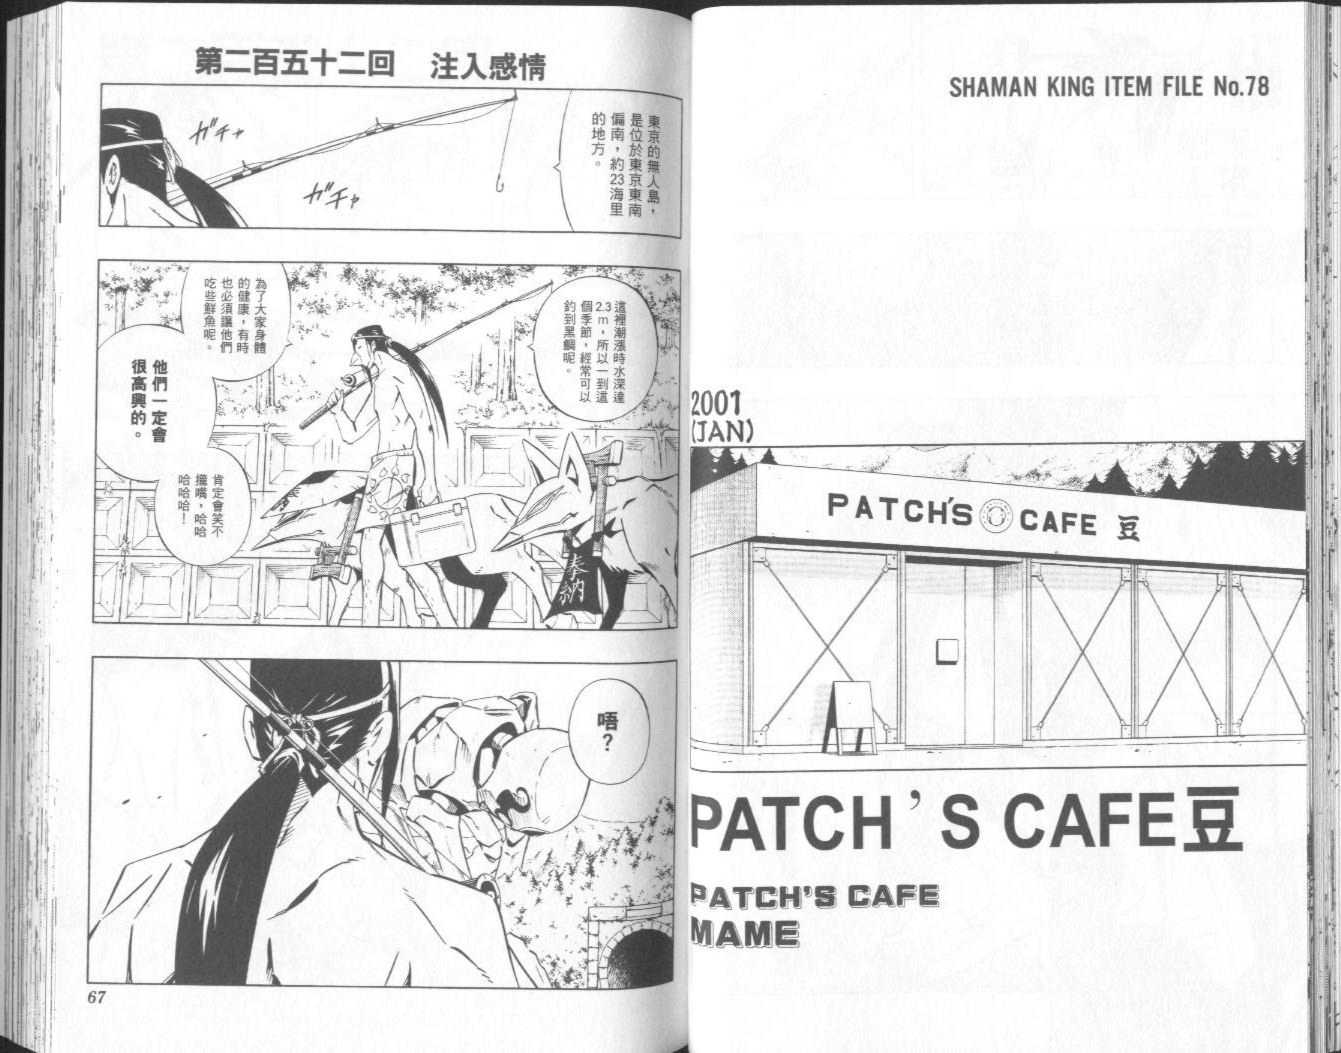 SHAMAN KING ITEM FILE No.78
2001
(JAN)
PATCH'S CAFE 豆
PATCH'S CAFE豆
PATCH'S CAFE
MAME
第二百五十二回 注入感情
東京的無人島，
是位於東京東南
偏南，約23海里
的地方。
ガチャ
ガチャ
這裡潮漲時水深達
2.3m，所以一到這
個季節，經常可以
釣到黑鯛呢。
為了大家身體
的健康，有時
也必須讓他們
吃些鮮魚呢。
他們一定會
很高興的。
肯定會笑不
攏嘴，哈哈
哈哈哈！
奉納
唔？
67